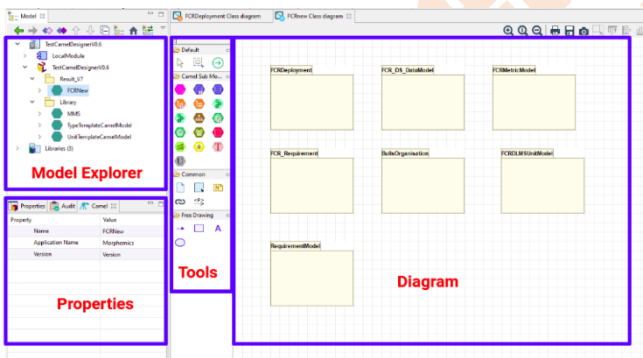 Model
FCRDeployment Class diagram
FCRnew Class diagram
TestCamelDesignerV0.6
LocalModule
TestCamelDesignerV0.6
Result_V7
FCRNew
Library
MMS
TypeTemplateCamelModel
UnitTemplateCamelModel
Libraries (3)
Model Explorer
Default
Camel Sub Mo...
Common
Free Drawing
A
Tools
FCRDeployment
FCR_DS_DataModel
FCRMetricModel
FCR_Requirement
BullsOrganisation
FCRDLMSUnitModel
RequirementModel
Diagram
Properties
Audit
Camel
Property
Value
Name
FCRNew
Application Name
Morphemics
Version
Version
Properties